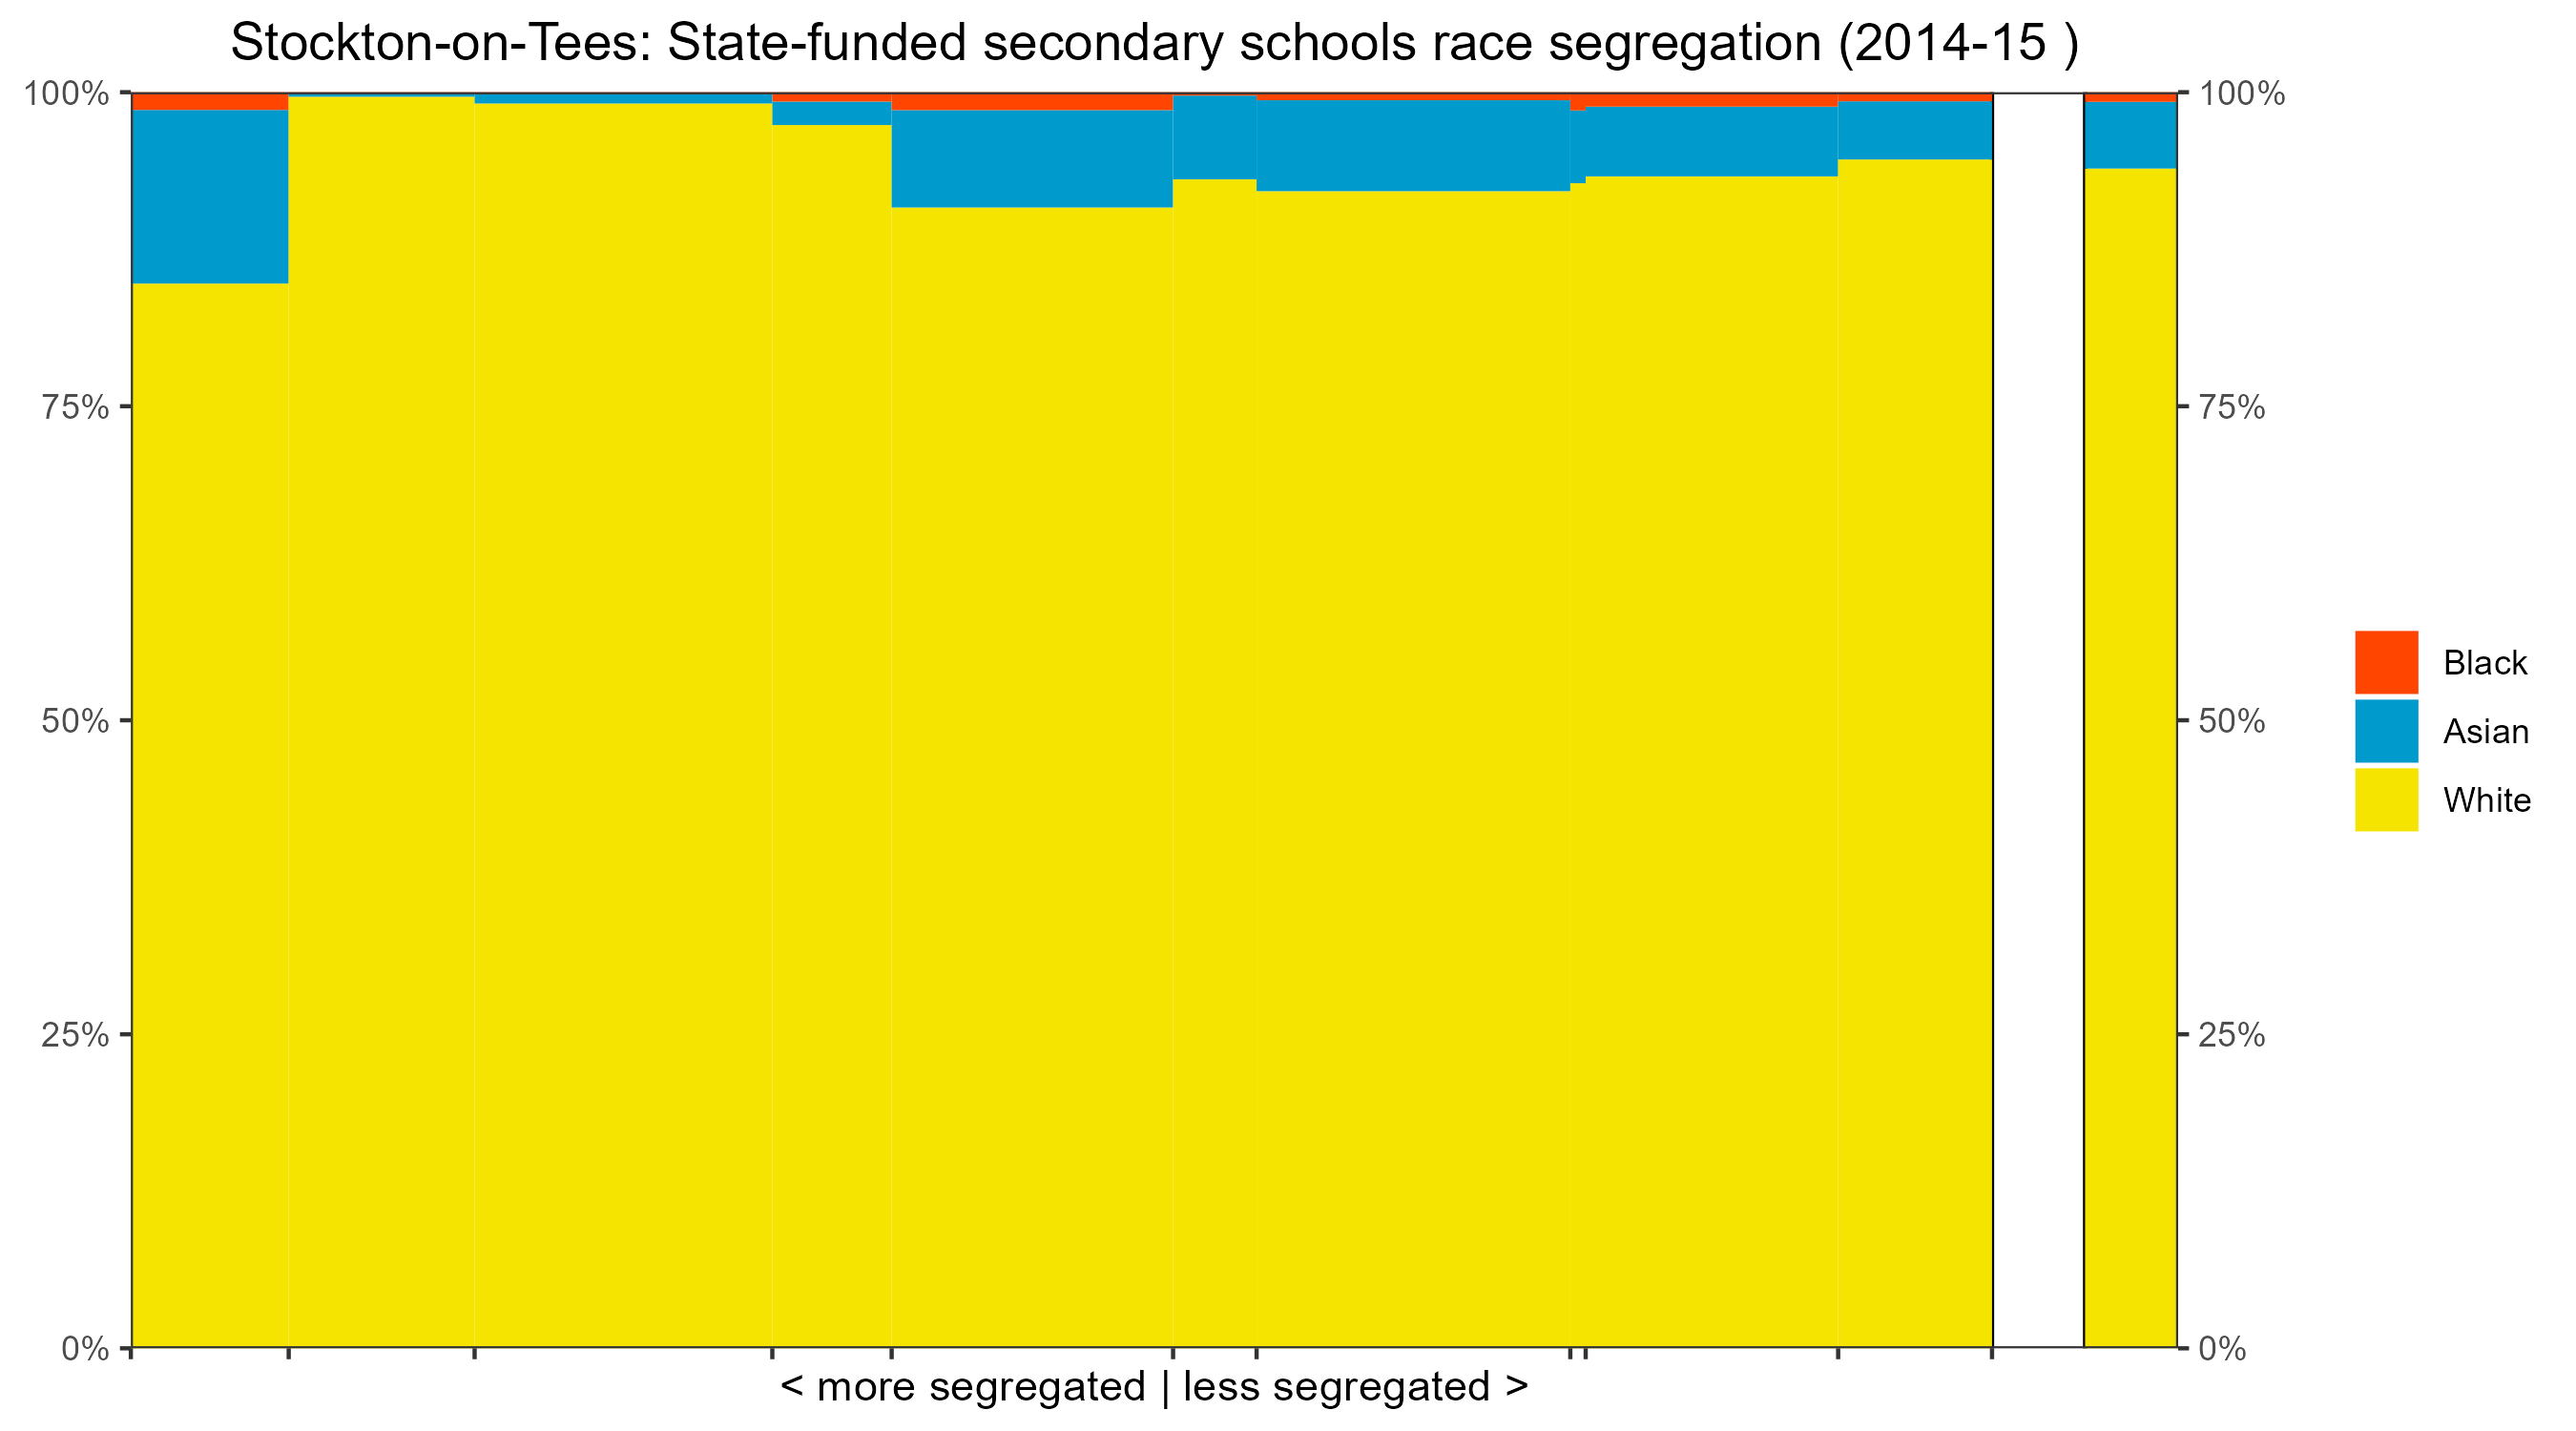 Stockton-on-Tees: State-funded secondary schools race segregation (2014-15 )
100%
75%
50%
25%
0%
100%
75%
50%
25%
0%
Black
Asian
White
< more segregated | less segregated >